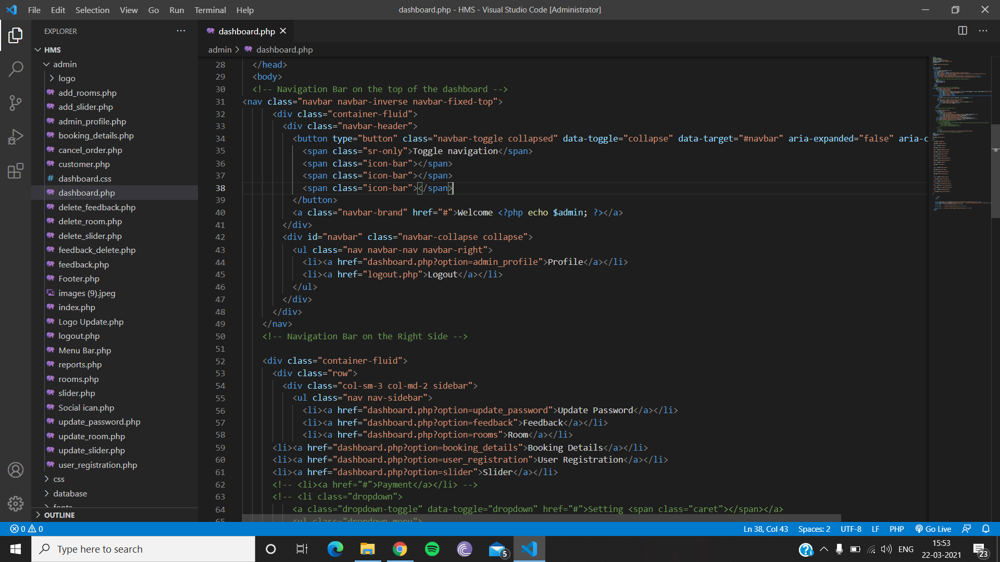 File Edit Selection View Go Run Terminal Help
dashboard.php - HMS - Visual Studio Code [Administrator]
EXPLORER
HMS
admin
logo
add_rooms.php
add_slider.php
admin_profile.php
booking_details.php
cancel_order.php
customer.php
# dashboard.css
dashboard.php
delete_feedback.php
delete_room.php
delete_slider.php
feedback_delete.php
feedback.php
Footer.php
images (9).jpeg
index.php
Logo Update.php
logout.php
Menu Bar.php
reports.php
rooms.php
slider.php
Social ican.php
update_password.php
update_room.php
update_slider.php
user_registration.php
css
database
fonts
OUTLINE
dashboard.php
admin > dashboard.php
28 </head>
29 <body>
30 <!-- Navigation Bar on the top of the dashboard -->
31 <nav class="navbar navbar-inverse navbar-fixed-top">
32 <div class="container-fluid">
33 <div class="navbar-header">
34 <button type="button" class="navbar-toggle collapsed" data-toggle="collapse" data-target="#navbar" aria-expanded="false" aria-c
35 <span class="sr-only">Toggle navigation</span>
36 <span class="icon-bar"></span>
37 <span class="icon-bar"></span>
38 <span class="icon-bar"></span>
39 </button>
40 <a class="navbar-brand" href="#">Welcome <?php echo $admin; ?></a>
41 </div>
42 <div id="navbar" class="navbar-collapse collapse">
43 <ul class="nav navbar-nav navbar-right">
44 <li><a href="dashboard.php?option=admin_profile">Profile</a></li>
45 <li><a href="logout.php">Logout</a></li>
46 </ul>
47 </div>
48 </div>
49 </nav>
50 <!-- Navigation Bar on the Right Side -->
51
52 <div class="container-fluid">
53 <div class="row">
54 <div class="col-sm-3 col-md-2 sidebar">
55 <ul class="nav nav-sidebar">
56 <li><a href="dashboard.php?option=update_password">Update Password</a></li>
57 <li><a href="dashboard.php?option=feedback">Feedback</a></li>
58 <li><a href="dashboard.php?option=rooms">Room</a></li>
59 <li><a href="dashboard.php?option=booking_details">Booking Details</a></li>
60 <li><a href="dashboard.php?option=user_registration">User Registration</a></li>
61 <li><a href="dashboard.php?option=slider">Slider</a></li>
62 <!-- <li><a href="#">Payment</a></li> -->
63 <!-- <li class="dropdown">
64 <a class="dropdown-toggle" data-toggle="dropdown" href="#">Setting <span class="caret"></span></a>
65 <ul class="dropdown-menu">
0 0
Ln 38, Col 43 Spaces: 2 UTF-8 LF PHP Go Live
Type here to search
5
ENG
15:53
22-03-2021
23